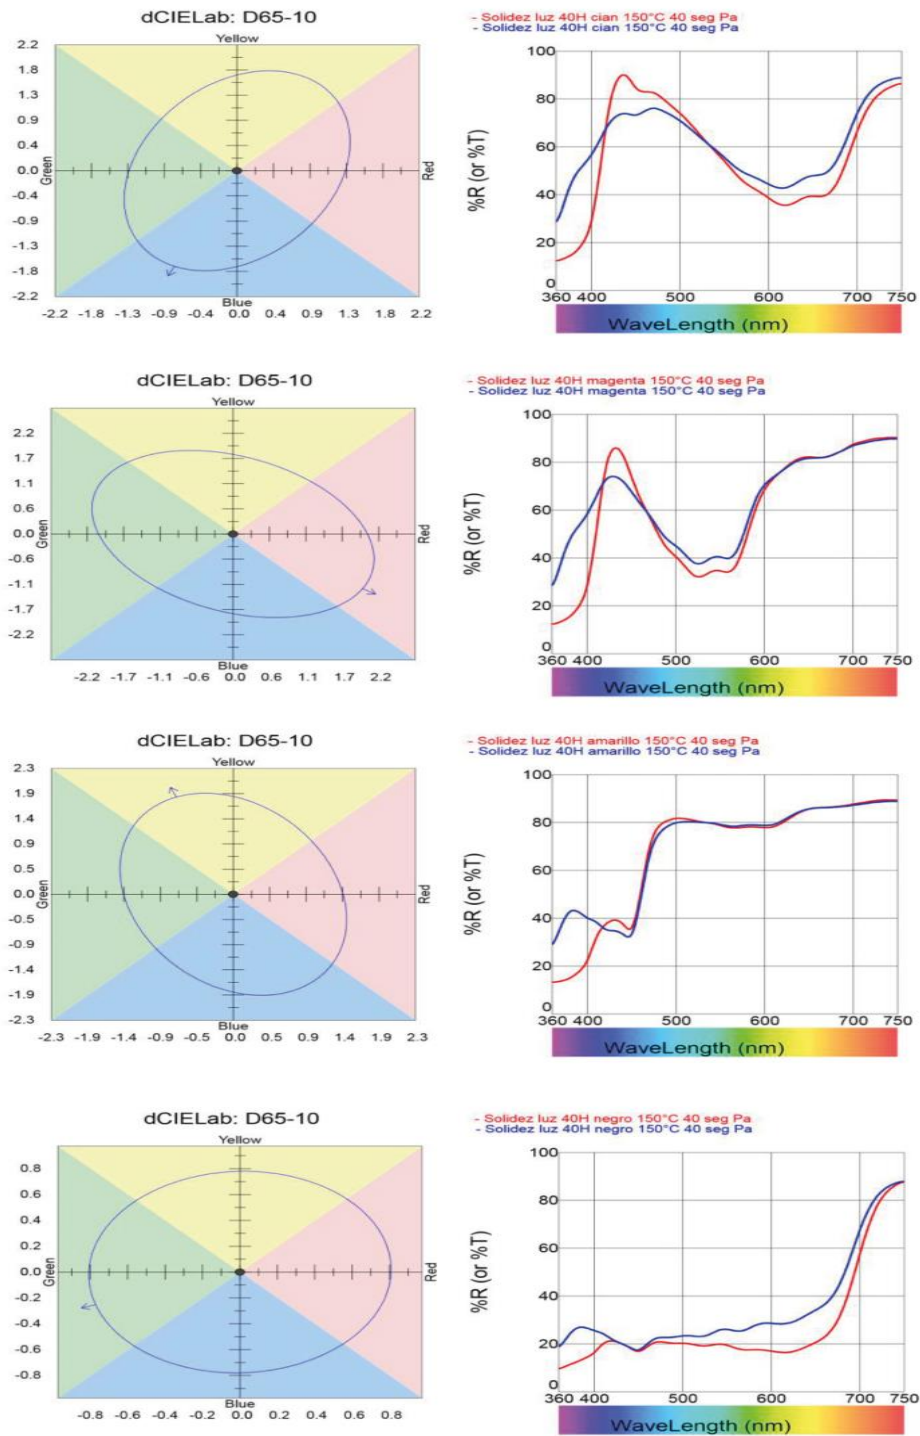 dCIELab: D65-10
Yellow
2.2
1.8
1.3
0.9
0.4
0.0
-0.4
-0.9
-1.3
-1.8
-2.2
Green
Red
Blue
-2.2 -1.8 -1.3 -0.9 -0.4 0.0 0.4 0.9 1.3 1.8 2.2
- Solidez luz 40H cian 150°C 40 seg Pa
- Solidez luz 40H cian 150°C 40 seg Pa
%R (or %T)
100
80
60
40
20
0
360 400 500 600 700 750
WaveLength (nm)
dCIELab: D65-10
Yellow
2.2
1.7
1.1
0.6
0.0
-0.6
-1.1
-1.7
-2.2
Green
Red
Blue
-2.2 -1.7 -1.1 -0.6 0.0 0.6 1.1 1.7 2.2
- Solidez luz 40H magenta 150°C 40 seg Pa
- Solidez luz 40H magenta 150°C 40 seg Pa
%R (or %T)
100
80
60
40
20
0
360 400 500 600 700 750
WaveLength (nm)
dCIELab: D65-10
Yellow
2.3
1.9
1.4
0.9
0.5
0.0
-0.5
-0.9
-1.4
-1.9
-2.3
Green
Red
Blue
-2.3 -1.9 -1.4 -0.9 -0.5 0.0 0.5 0.9 1.5 1.9 2.3
- Solidez luz 40H amarillo 150°C 40 seg Pa
- Solidez luz 40H amarillo 150°C 40 seg Pa
%R (or %T)
100
80
60
40
20
0
360 400 500 600 700 750
WaveLength (nm)
dCIELab: D65-10
Yellow
0.8
0.6
0.4
0.2
0.0
-0.2
-0.4
-0.6
-0.8
Green
Red
Blue
-0.8 -0.6 -0.4 -0.2 0.0 0.2 0.4 0.6 0.8
- Solidez luz 40H negro 150°C 40 seg Pa
- Solidez luz 40H negro 150°C 40 seg Pa
%R (or %T)
100
80
60
40
20
0
360 400 500 600 700 750
WaveLength (nm)